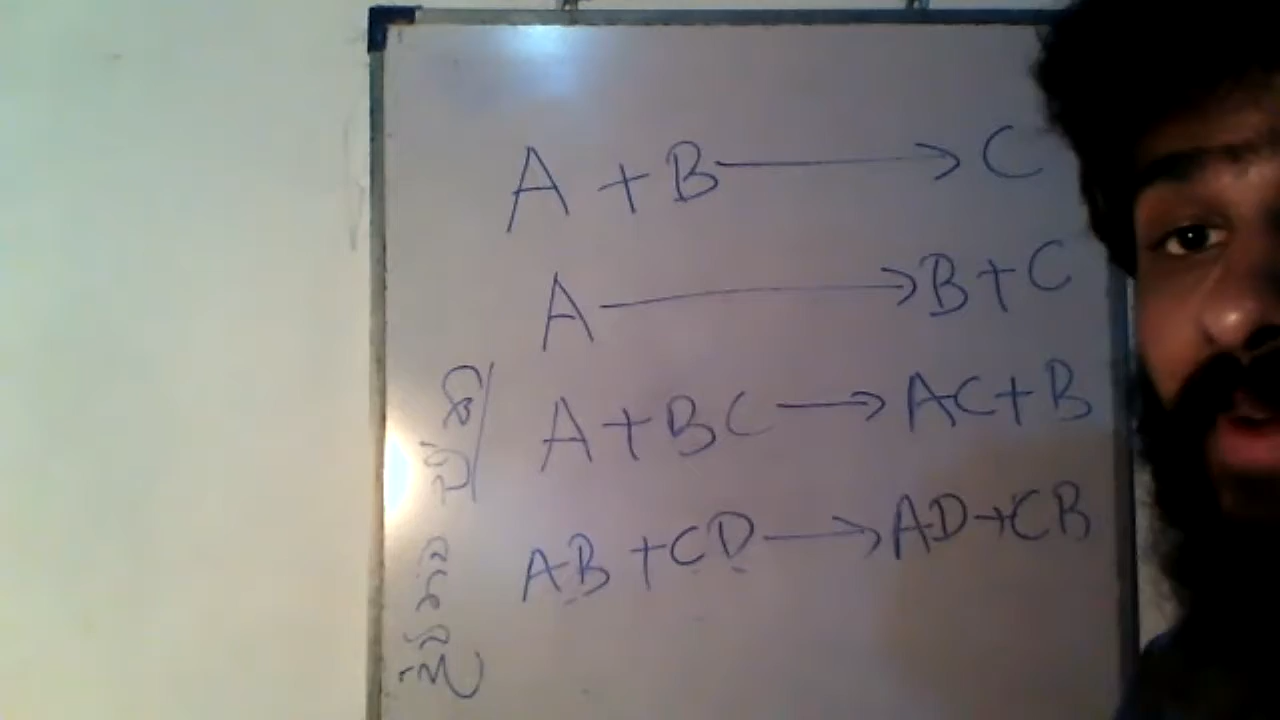 A + B ⟶ C
A ⟶ B + C
A + BC ⟶ AC + B
AB + CD ⟶ AD + CB